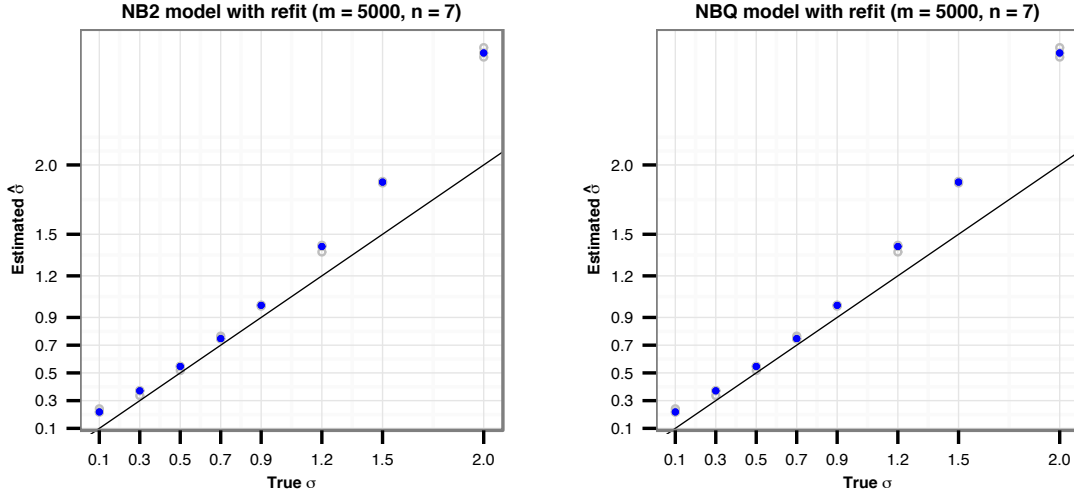 NB2 model with refit (m = 5000, n = 7)
Estimated σ̂
2.0
1.5
1.2
0.9
0.7
0.5
0.3
0.1
0.1 0.3 0.5 0.7 0.9 1.2 1.5 2.0
True σ
NBQ model with refit (m = 5000, n = 7)
Estimated σ̂
2.0
1.5
1.2
0.9
0.7
0.5
0.3
0.1
0.1 0.3 0.5 0.7 0.9 1.2 1.5 2.0
True σ